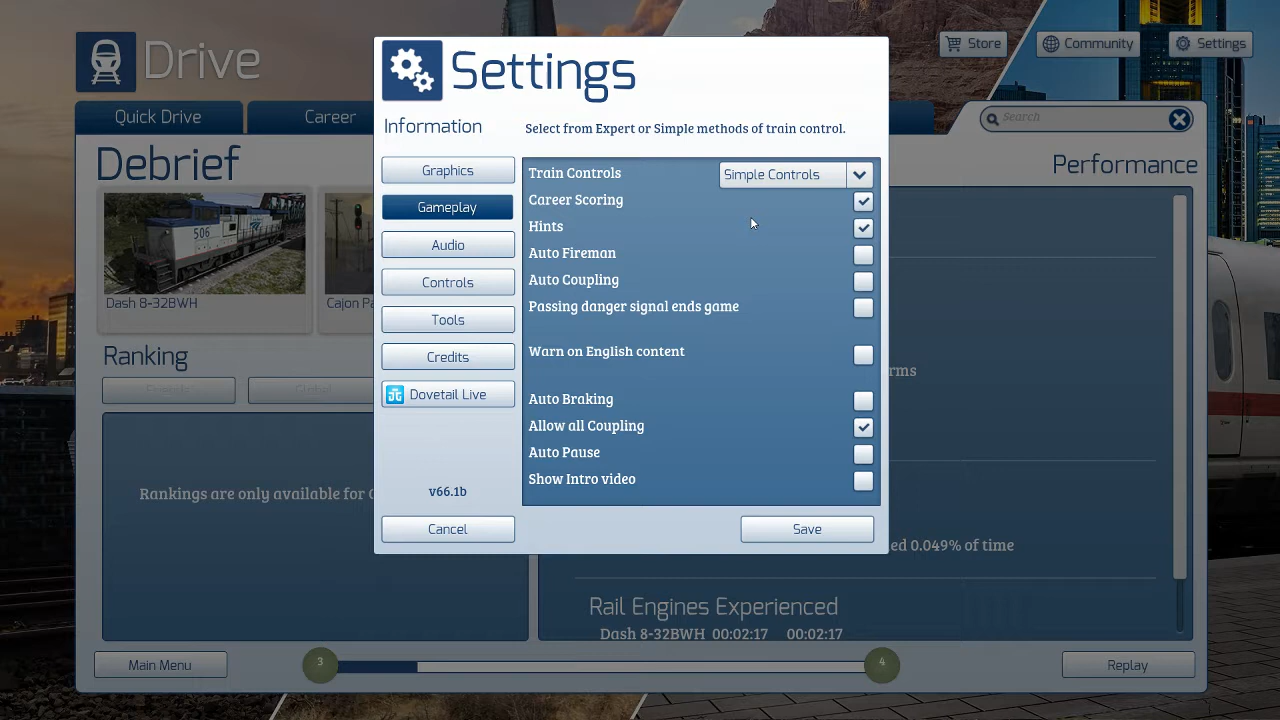 Drive
Store
Community
Settings
Quick Drive
Career
Search
Debrief
Performance
506
Dash 8-32BWH
Cajon Pa
Ranking
Rankings are only available for
Settings
Information
Select from Expert or Simple methods of train control.
Graphics
Gameplay
Audio
Controls
Tools
Credits
Dovetail Live
v66.1b
Cancel
Train Controls
Simple Controls
Career Scoring
Hints
Auto Fireman
Auto Coupling
Passing danger signal ends game
Warn on English content
Auto Braking
Allow all Coupling
Auto Pause
Show Intro video
Save
rms
ed 0.049% of time
Rail Engines Experienced
Dash 8-32BWH 00:02:17 00:02:17
Main Menu
3
4
Replay